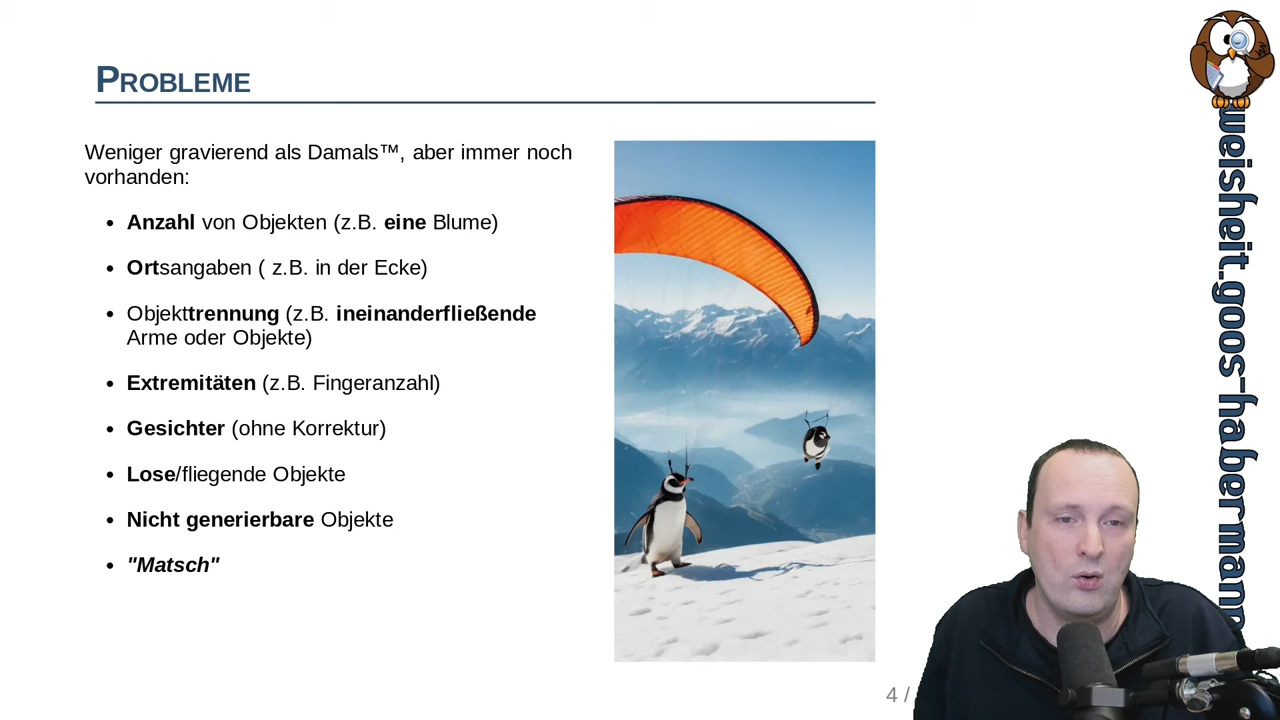 PROBLEME
Weniger gravierend als Damals™, aber immer noch
vorhanden:
• Anzahl von Objekten (z.B. eine Blume)
• Ortsangaben ( z.B. in der Ecke)
• Objekttrennung (z.B. ineinanderfließende
Arme oder Objekte)
• Extremitäten (z.B. Fingeranzahl)
• Gesichter (ohne Korrektur)
• Lose/fliegende Objekte
• Nicht generierbare Objekte
• "Matsch"
4 /
weisheit.goos-habermann